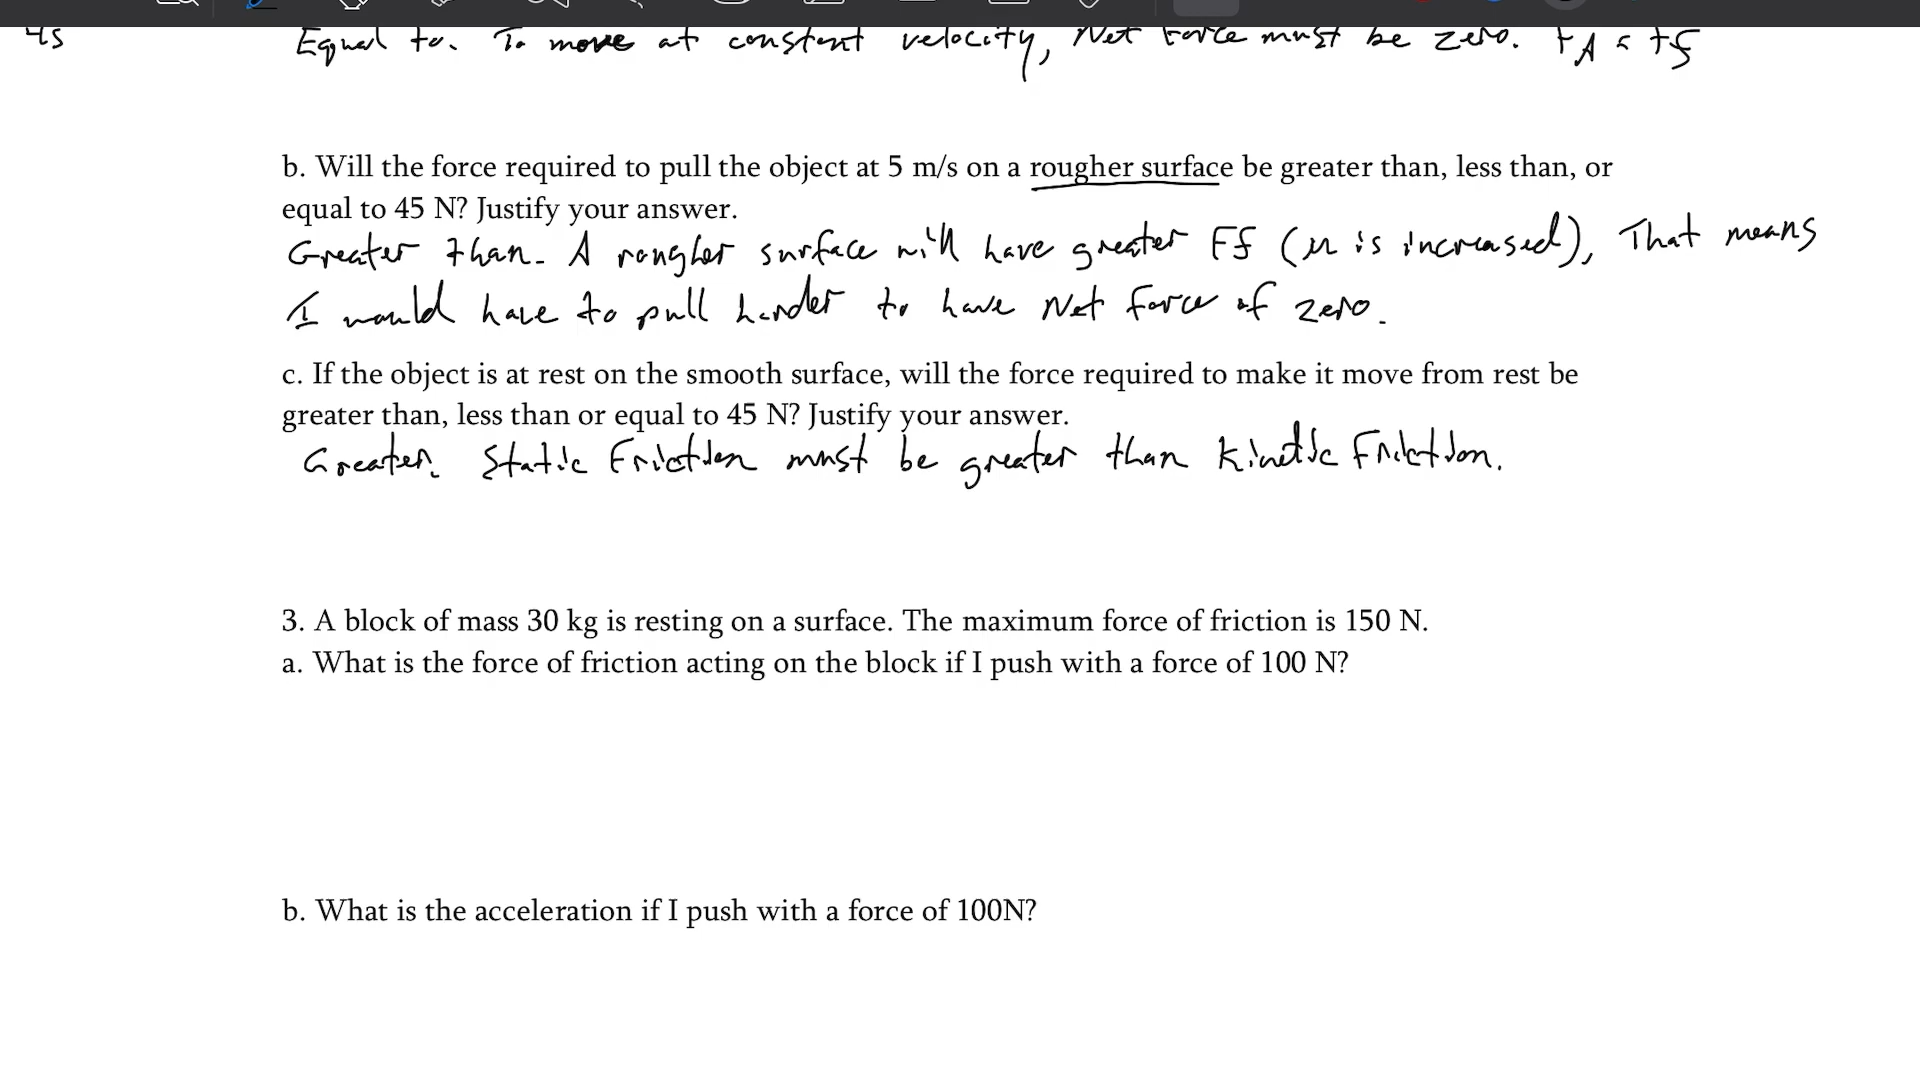 45
Equal to. To move at constant velocity, Net Force must be zero. FA = Ff
b. Will the force required to pull the object at 5 m/s on a rougher surface be greater than, less than, or
equal to 45 N? Justify your answer.
Greater than. A rougher surface will have greater Ff (μ is increased), That means
I would have to pull harder to have Net Force of zero.
c. If the object is at rest on the smooth surface, will the force required to make it move from rest be
greater than, less than or equal to 45 N? Justify your answer.
Greater. Static Friction must be greater than Kinetic Friction.
3. A block of mass 30 kg is resting on a surface. The maximum force of friction is 150 N.
a. What is the force of friction acting on the block if I push with a force of 100 N?
b. What is the acceleration if I push with a force of 100N?